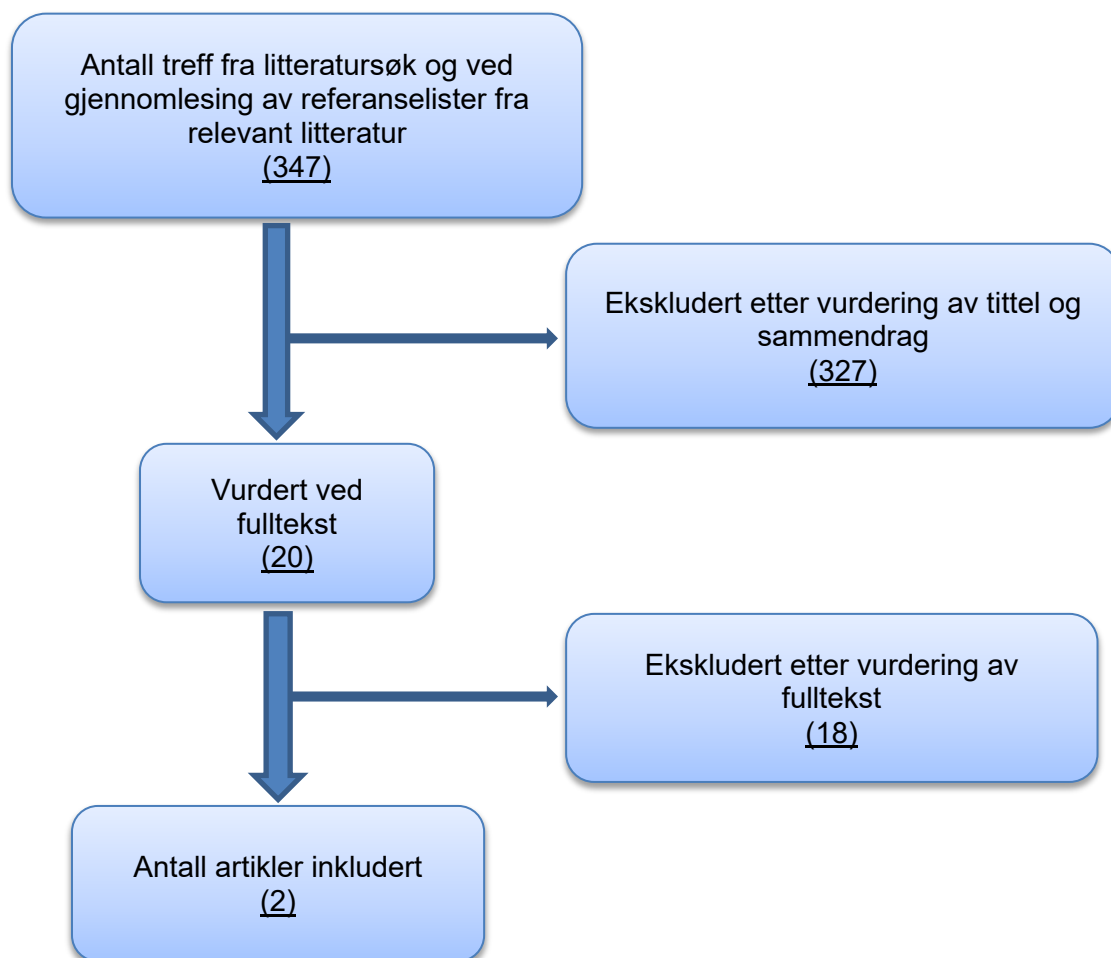 Antall treff fra litteratursøk og ved
gjennomlesing av referanselister fra
relevant litteratur
(347)
Ekskludert etter vurdering av tittel og
sammendrag
(327)
Vurdert ved
fulltekst
(20)
Ekskludert etter vurdering av
fulltekst
(18)
Antall artikler inkludert
(2)